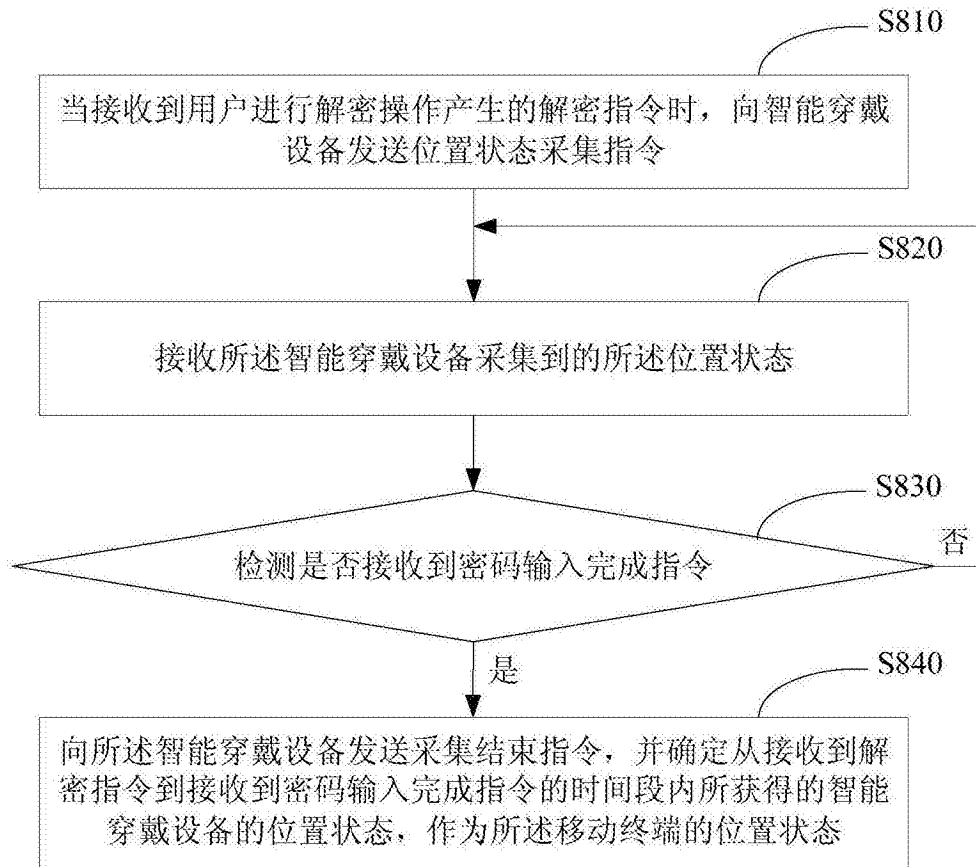 S810
当接收到用户进行解密操作产生的解密指令时，向智能穿戴
设备发送位置状态采集指令
S820
接收所述智能穿戴设备采集到的所述位置状态
S830
检测是否接收到密码输入完成指令
否
是
S840
向所述智能穿戴设备发送采集结束指令，并确定从接收到解
密指令到接收到密码输入完成指令的时间段内所获得的智能
穿戴设备的位置状态，作为所述移动终端的位置状态